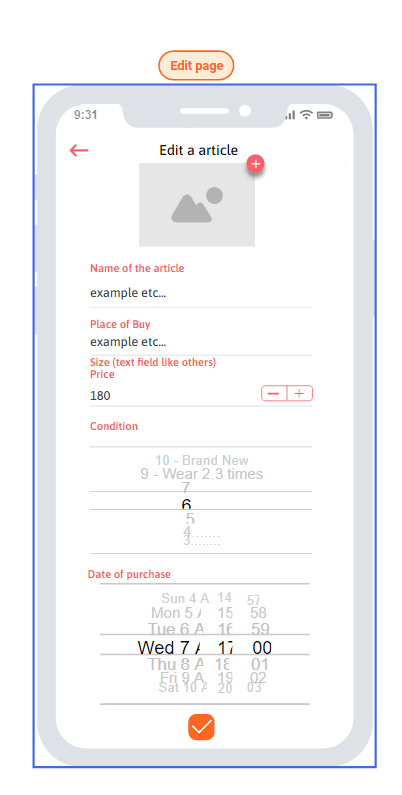 Edit page
9:31
Edit a article
Name of the article
example etc...
Place of Buy
example etc...
Size (text field like others)
Price
180
Condition
10 - Brand New
9 - Wear 2.3 times
7
6
5
4........
3........
Date of purchase
Sun 4 A 14 57
Mon 5 A 15 58
Tue 6 A 16 59
Wed 7 A 17 00
Thu 8 A 18 01
Fri 9 A 19 02
Sat 10 A 20 03